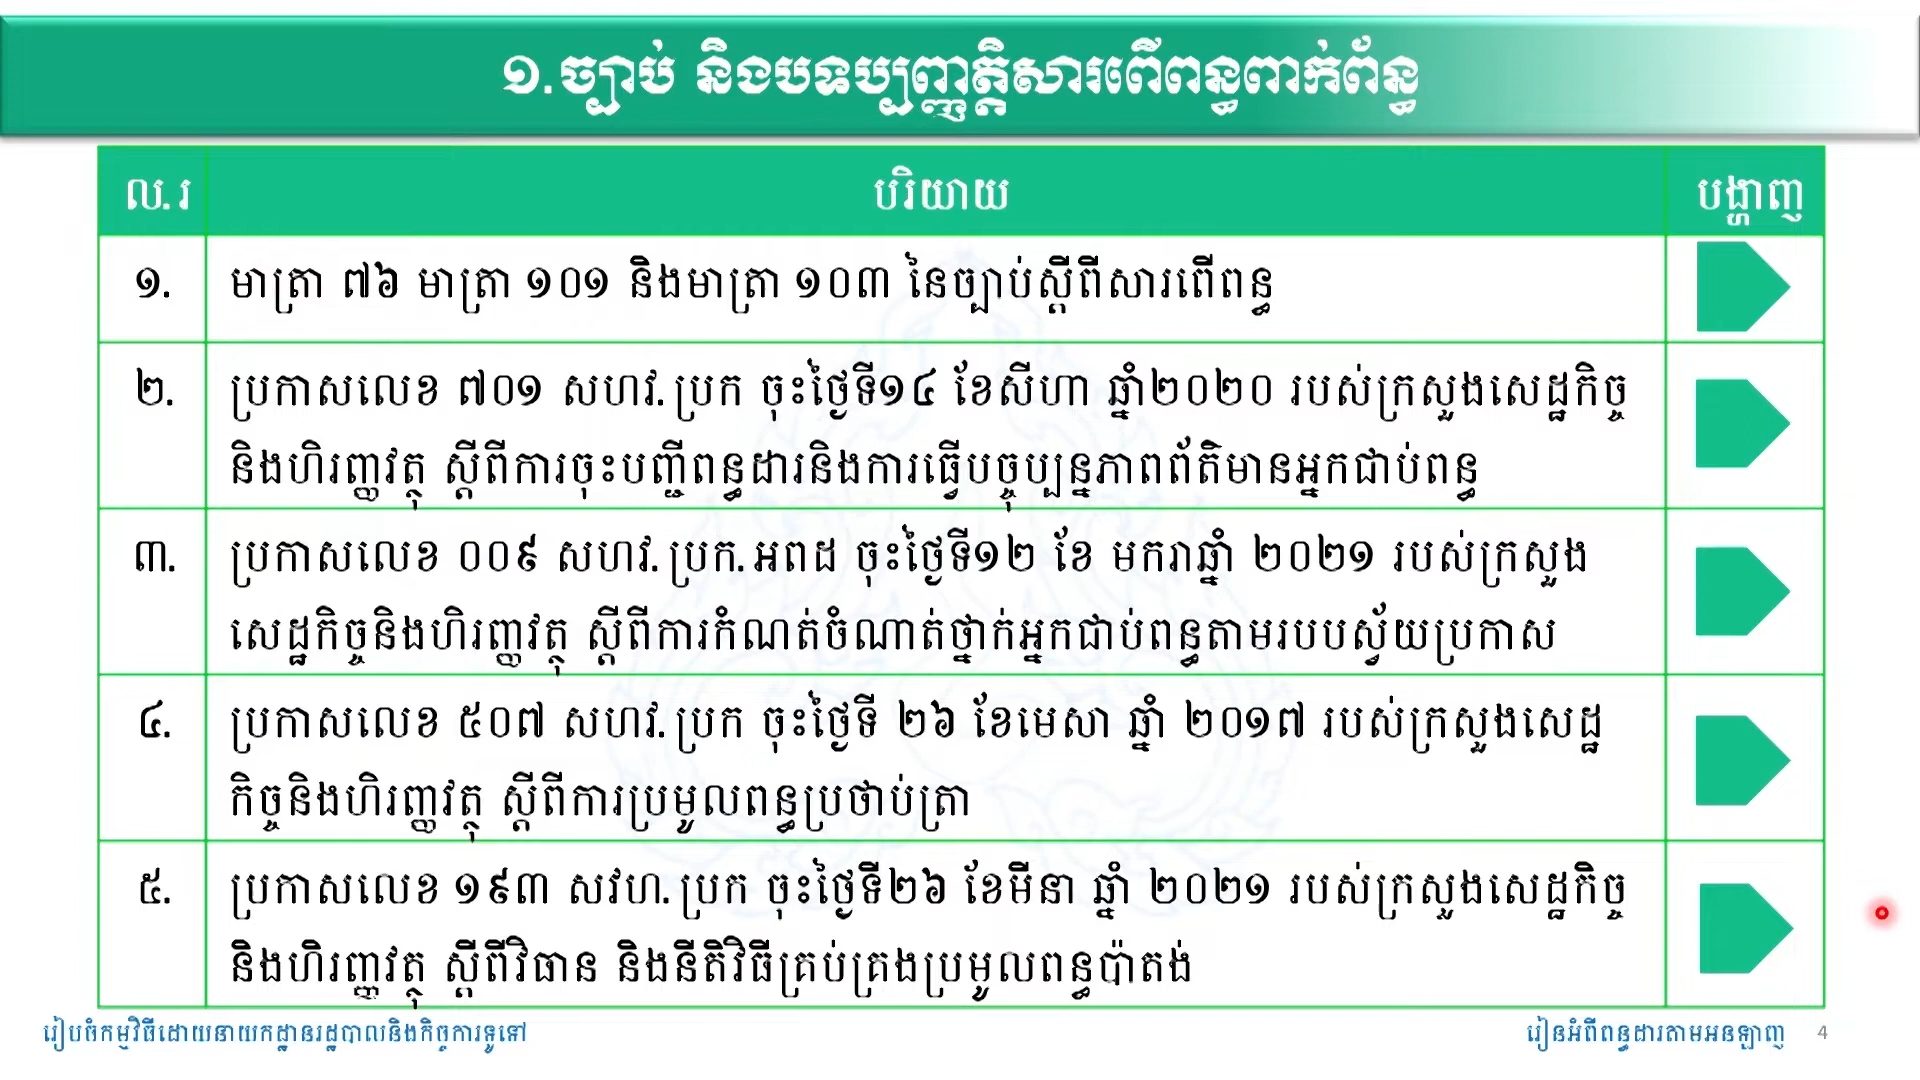 ១.ច្បាប់ និងបទប្បញ្ញត្តិសារពើពន្ធពាក់ព័ន្ធ
ល.រ បរិយាយ បង្ហាញ
១. មាត្រា ៧៦ មាត្រា ១០១ និងមាត្រា ១០៣ នៃច្បាប់ស្តីពីសារពើពន្ធ
២. ប្រកាសលេខ ៧០១ សហវ.ប្រក ចុះថ្ងៃទី១៤ ខែសីហា ឆ្នាំ២០២០ របស់ក្រសួងសេដ្ឋកិច្ច
និងហិរញ្ញវត្ថុ ស្តីពីការចុះបញ្ជីពន្ធដារនិងការធ្វើបច្ចុប្បន្នភាពព័ត៌មានអ្នកជាប់ពន្ធ
៣. ប្រកាសលេខ ០០៩ សហវ.ប្រក.អពដ ចុះថ្ងៃទី១២ ខែ មករាឆ្នាំ ២០២១ របស់ក្រសួង
សេដ្ឋកិច្ចនិងហិរញ្ញវត្ថុ ស្តីពីការកំណត់ចំណាត់ថ្នាក់អ្នកជាប់ពន្ធតាមរបបស្វ័យប្រកាស
៤. ប្រកាសលេខ ៥០៧ សហវ.ប្រក ចុះថ្ងៃទី ២៦ ខែមេសា ឆ្នាំ ២០១៧ របស់ក្រសួងសេដ្ឋ
កិច្ចនិងហិរញ្ញវត្ថុ ស្តីពីការប្រមូលពន្ធប្រថាប់ត្រា
៥. ប្រកាសលេខ ១៩៣ សវហ.ប្រក ចុះថ្ងៃទី២៦ ខែមីនា ឆ្នាំ ២០២១ របស់ក្រសួងសេដ្ឋកិច្ច
និងហិរញ្ញវត្ថុ ស្តីពីវិធាន និងនីតិវិធីគ្រប់គ្រងប្រមូលពន្ធប៉ាតង់
រៀបចំកម្មវិធីដោយនាយកដ្ឋានរដ្ឋបាលនិងកិច្ចការទូទៅ រៀនអំពីពន្ធដារតាមអនឡាញ 4